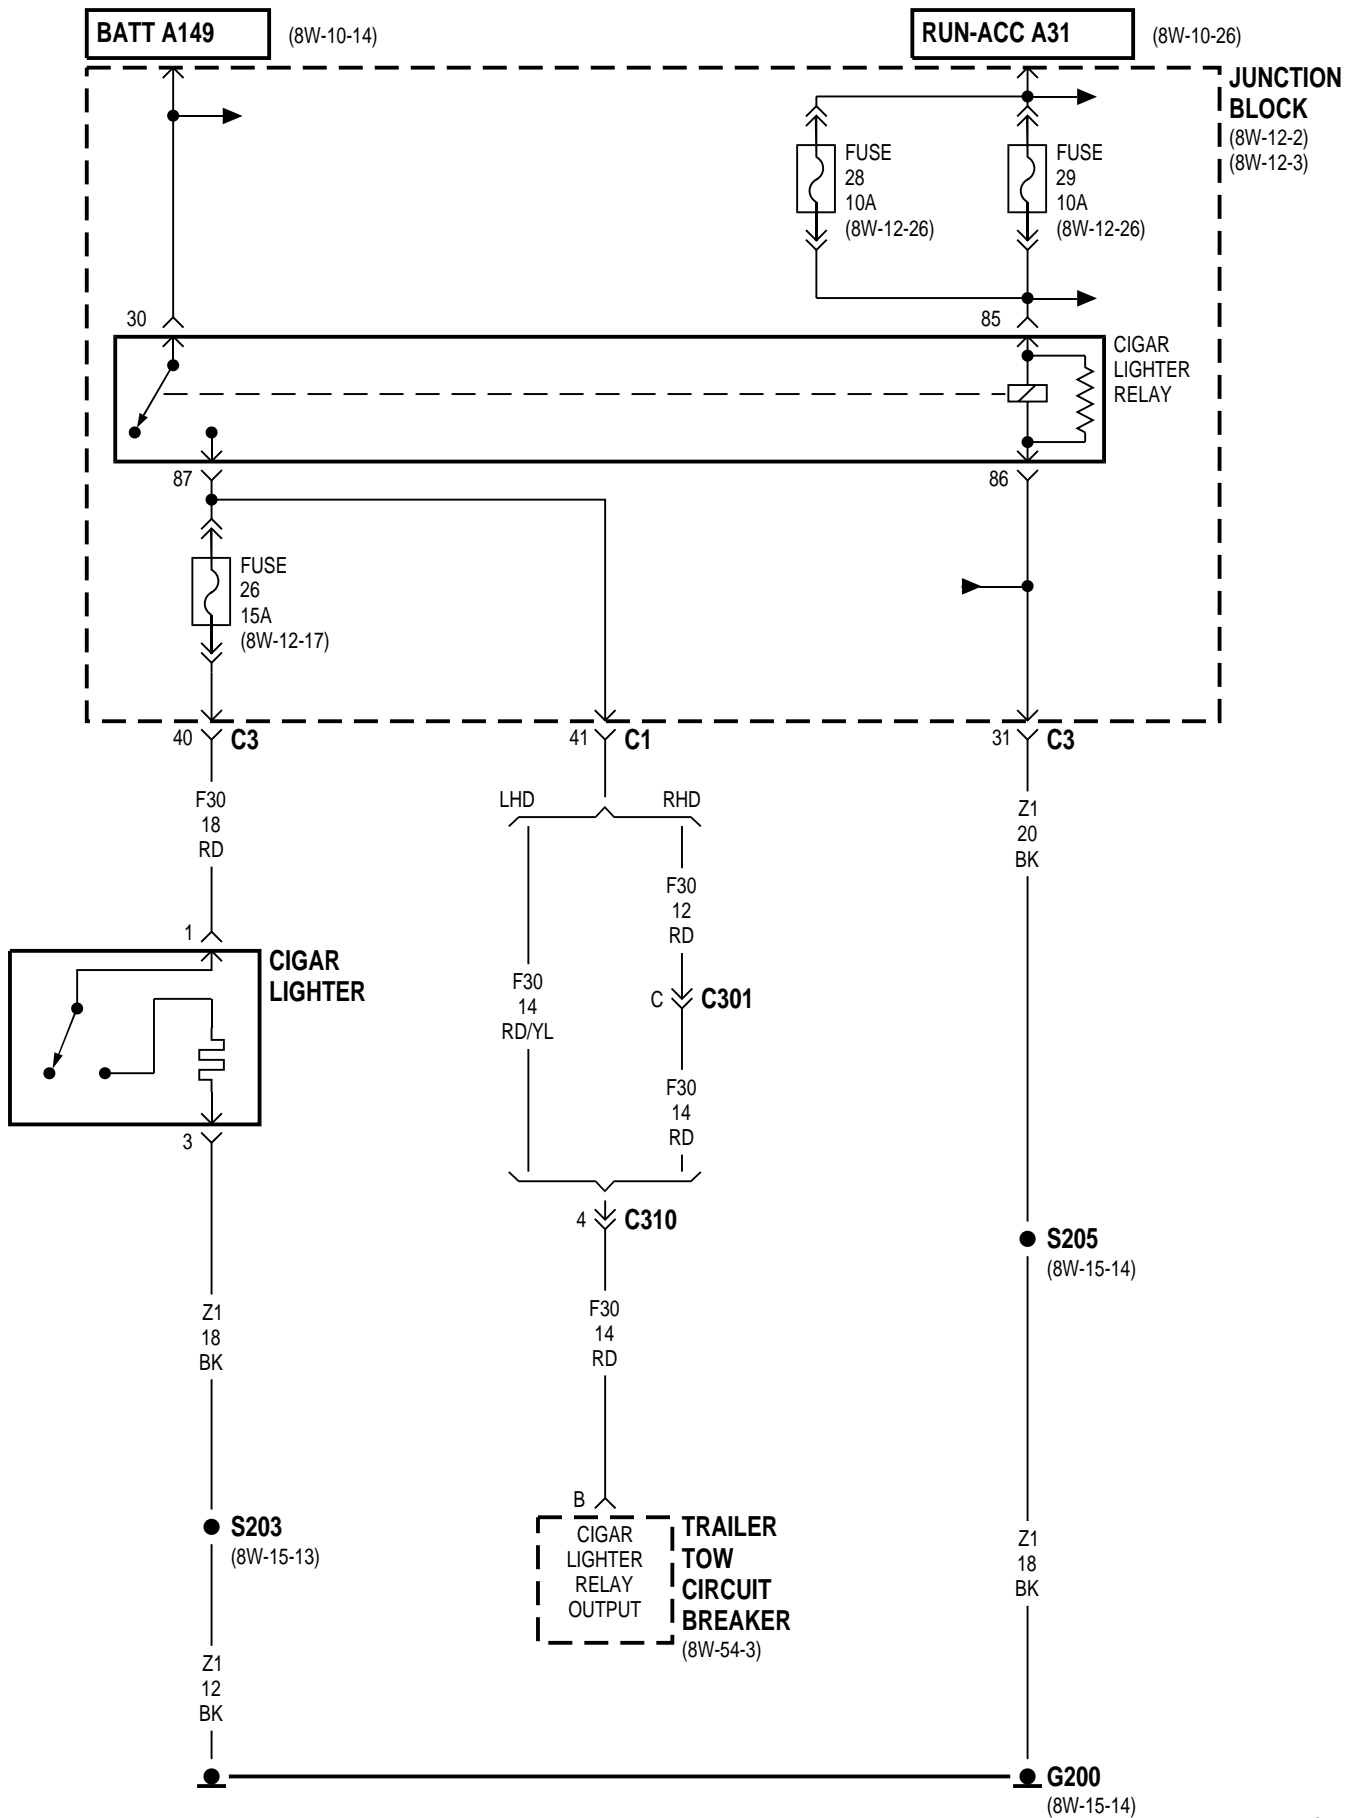 BATT A149 (8W-10-14)
RUN-ACC A31 (8W-10-26)
JUNCTION
BLOCK
(8W-12-2)
(8W-12-3)
FUSE
28
10A
(8W-12-26)
FUSE
29
10A
(8W-12-26)
30
85
CIGAR
LIGHTER
RELAY
87
86
FUSE
26
15A
(8W-12-17)
40 C3
41 C1
31 C3
F30
18
RD
LHD
RHD
Z1
20
BK
F30
12
RD
1
CIGAR
LIGHTER
F30
14
RD/YL
C C301
F30
14
RD
3
4 C310
S205
(8W-15-14)
Z1
18
BK
F30
14
RD
B
S203
(8W-15-13)
CIGAR
LIGHTER
RELAY
OUTPUT
TRAILER
TOW
CIRCUIT
BREAKER
(8W-54-3)
Z1
18
BK
Z1
12
BK
G200
(8W-15-14)